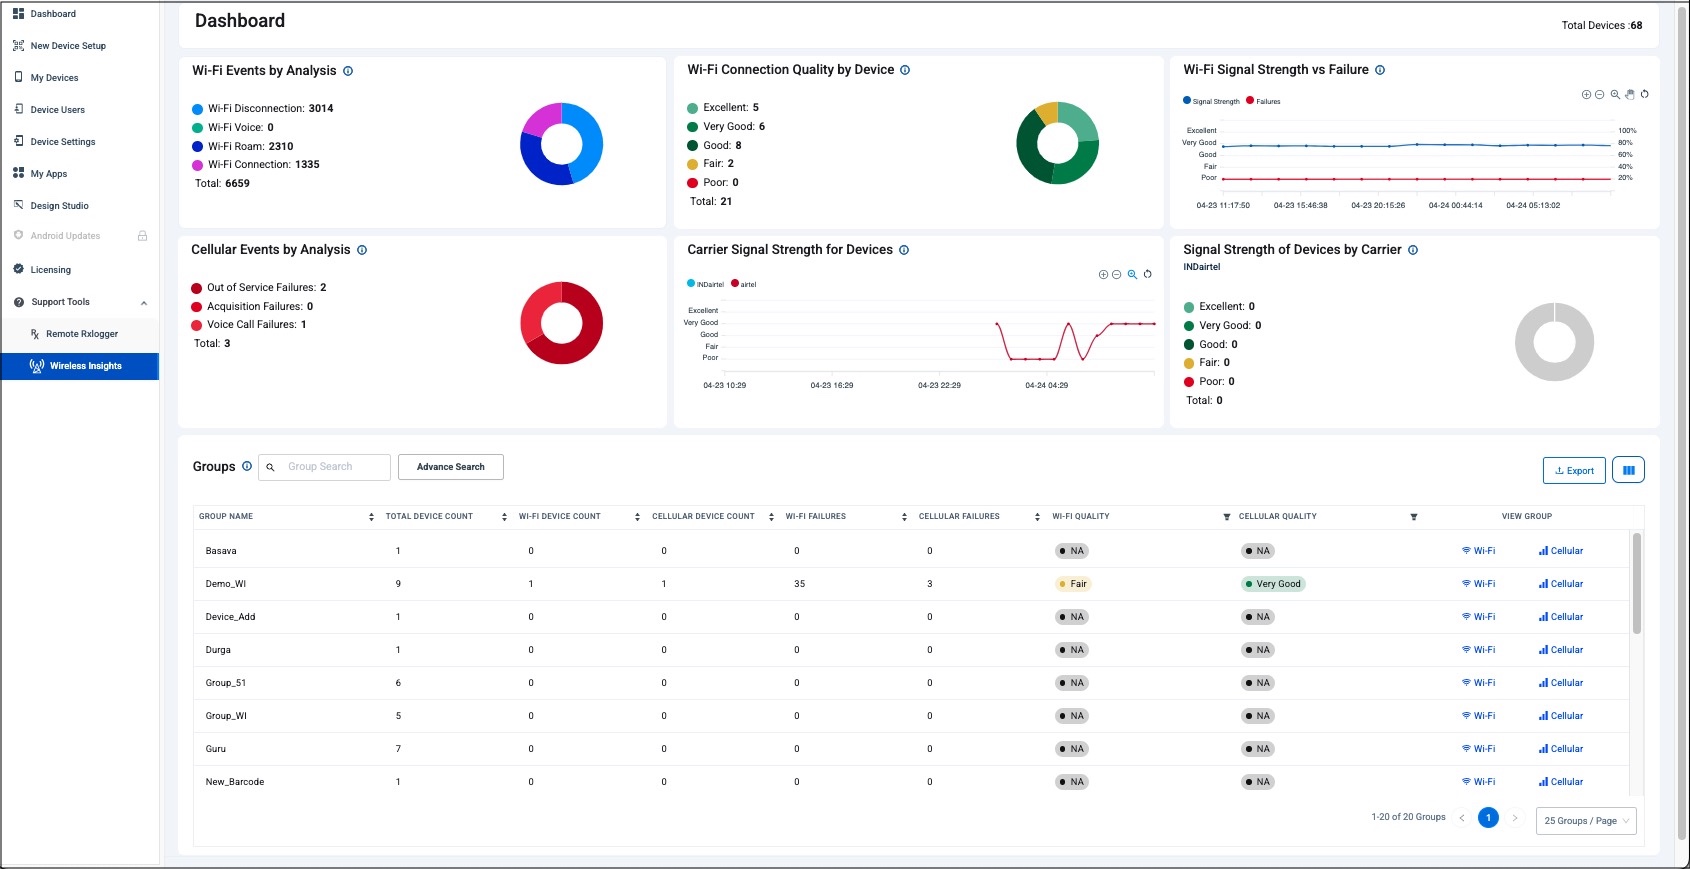 Dashboard
New Device Setup
My Devices
Device Users
Device Settings
My Apps
Design Studio
Android Updates
Licensing
Support Tools
Remote Rxlogger
Wireless Insights
Dashboard
Total Devices :68
Wi-Fi Events by Analysis
Wi-Fi Disconnection: 3014
Wi-Fi Voice: 0
Wi-Fi Roam: 2310
Wi-Fi Connection: 1335
Total: 6659
Wi-Fi Connection Quality by Device
Excellent: 5
Very Good: 6
Good: 8
Fair: 2
Poor: 0
Total: 21
Wi-Fi Signal Strength vs Failure
Signal Strength Failures
Excellent 100%
Very Good 80%
Good 60%
Fair 40%
Poor 20%
04-23 11:17:50 04-23 15:46:38 04-23 20:15:26 04-24 00:44:14 04-24 05:13:02
Cellular Events by Analysis
Out of Service Failures: 2
Acquisition Failures: 0
Voice Call Failures: 1
Total: 3
Carrier Signal Strength for Devices
INDairtel airtel
Excellent
Very Good
Good
Fair
Poor
04-23 10:29 04-23 16:29 04-23 22:29 04-24 04:29
Signal Strength of Devices by Carrier
INDairtel
Excellent: 0
Very Good: 0
Good: 0
Fair: 0
Poor: 0
Total: 0
Groups Group Search Advance Search Export
GROUP NAME TOTAL DEVICE COUNT WI-FI DEVICE COUNT CELLULAR DEVICE COUNT WI-FI FAILURES CELLULAR FAILURES WI-FI QUALITY CELLULAR QUALITY VIEW GROUP
Basava 1 0 0 0 0 NA NA Wi-Fi Cellular
Demo_WI 9 1 1 35 3 Fair Very Good Wi-Fi Cellular
Device_Add 1 0 0 0 0 NA NA Wi-Fi Cellular
Durga 1 0 0 0 0 NA NA Wi-Fi Cellular
Group_51 6 0 0 0 0 NA NA Wi-Fi Cellular
Group_WI 5 0 0 0 0 NA NA Wi-Fi Cellular
Guru 7 0 0 0 0 NA NA Wi-Fi Cellular
New_Barcode 1 0 0 0 0 NA NA Wi-Fi Cellular
1-20 of 20 Groups < 1 > 25 Groups / Page